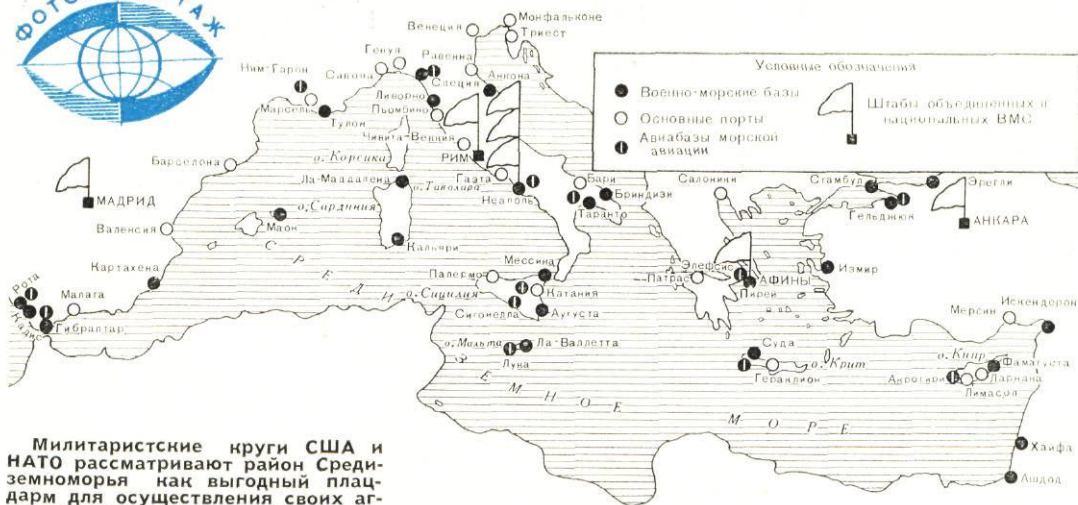 Монфальконе
Венеция
Триест
Генуя
Равенна
Савона
Специя
Анкона
Ним-Гарон
Ливорно
Марсель
Пьомбино
Тулон
Чивита-Веккия
РИМ
Барселона
о. Корсика
Гаэта
Ла-Маддалена
о. Таволара
Неаполь
Бари
Бриндизи
Таранто
Салоники
МАДРИД
о. Сардиния
Маон
Валенсия
Кальяри
Картахена
Мессина
Палермо
о. Сицилия
Катания
Сигонелла
Аугуста
Рота
Кадис
Малага
Гибралтар
о. Мальта
Ла-Валлетта
Лува
Условные обозначения
Военно-морские базы
Основные порты
Авиабазы морской
авиации
Штабы объединенных и
национальных ВМС
Стамбул
Эрегли
Гельджюк
АНКАРА
Элефсис
Патрас
АФИНЫ
Пирей
Измир
Искендерон
Мерсин
Суда
о. Крит
Гераклион
о. Кипр
Фамагуста
Акротири
Ларнака
Лимасол
Хайфа
Ашдод
СРЕДИЗЕМНОЕ МОРЕ
Милитаристские круги США и
НАТО рассматривают район Среди-
земноморья как выгодный плац-
дарм для осуществления своих аг-